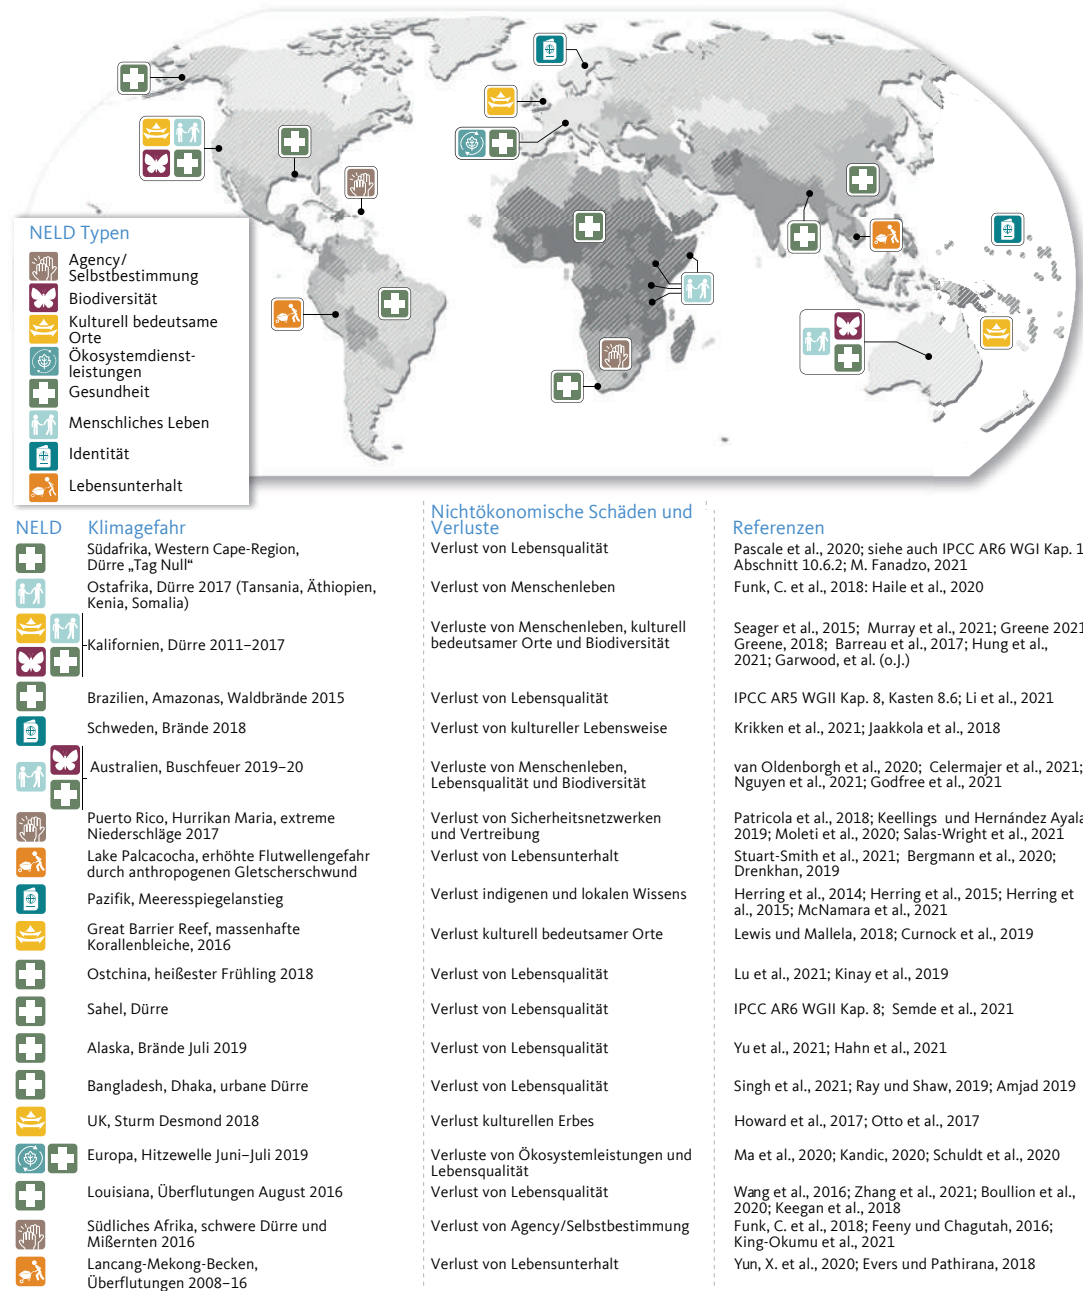 NELD Typen
Agency/
Selbstbestimmung
Biodiversität
Kulturell bedeutsame
Orte
Ökosystemdienst-
leistungen
Gesundheit
Menschliches Leben
Identität
Lebensunterhalt
NELD Klimagefahr Nichtökonomische Schäden und
Verluste Referenzen
Südafrika, Western Cape-Region,
Dürre „Tag Null“
Verlust von Lebensqualität
Pascale et al., 2020; siehe auch IPCC AR6 WGI Kap. 1
Abschnitt 10.6.2; M. Fanadzo, 2021
Ostafrika, Dürre 2017 (Tansania, Äthiopien,
Kenia, Somalia)
Verlust von Menschenleben
Funk, C. et al., 2018: Haile et al., 2020
Kalifornien, Dürre 2011–2017
Verluste von Menschenleben, kulturell
bedeutsamer Orte und Biodiversität
Seager et al., 2015; Murray et al., 2021; Greene 2021
Greene, 2018; Barreau et al., 2017; Hung et al.,
2021; Garwood, et al. (o.J.)
Brazilien, Amazonas, Waldbrände 2015
Verlust von Lebensqualität
IPCC AR5 WGII Kap. 8, Kasten 8.6; Li et al., 2021
Schweden, Brände 2018
Verlust von kultureller Lebensweise
Krikken et al., 2021; Jaakkola et al., 2018
Australien, Buschfeuer 2019–20
Verluste von Menschenleben,
Lebensqualität und Biodiversität
van Oldenborgh et al., 2020; Celermajer et al., 2021;
Nguyen et al., 2021; Godfree et al., 2021
Puerto Rico, Hurrikan Maria, extreme
Niederschläge 2017
Verlust von Sicherheitsnetzwerken
und Vertreibung
Patricola et al., 2018; Keellings und Hernández Ayala
2019; Moleti et al., 2020; Salas-Wright et al., 2021
Lake Palcacocha, erhöhte Flutwellengefahr
durch anthropogenen Gletscherschwund
Verlust von Lebensunterhalt
Stuart-Smith et al., 2021; Bergmann et al., 2020;
Drenkhan, 2019
Pazifik, Meeresspiegelanstieg
Verlust indigenen und lokalen Wissens
Herring et al., 2014; Herring et al., 2015; Herring et
al., 2015; McNamara et al., 2021
Great Barrier Reef, massenhafte
Korallenbleiche, 2016
Verlust kulturell bedeutsamer Orte
Lewis und Mallela, 2018; Curnock et al., 2019
Ostchina, heißester Frühling 2018
Verlust von Lebensqualität
Lu et al., 2021; Kinay et al., 2019
Sahel, Dürre
Verlust von Lebensqualität
IPCC AR6 WGII Kap. 8; Semde et al., 2021
Alaska, Brände Juli 2019
Verlust von Lebensqualität
Yu et al., 2021; Hahn et al., 2021
Bangladesh, Dhaka, urbane Dürre
Verlust von Lebensqualität
Singh et al., 2021; Ray und Shaw, 2019; Amjad 2019
UK, Sturm Desmond 2018
Verlust kulturellen Erbes
Howard et al., 2017; Otto et al., 2017
Europa, Hitzewelle Juni–Juli 2019
Verluste von Ökosystemleistungen und
Lebensqualität
Ma et al., 2020; Kandic, 2020; Schuldt et al., 2020
Louisiana, Überflutungen August 2016
Verlust von Lebensqualität
Wang et al., 2016; Zhang et al., 2021; Boullion et al.,
2020; Keegan et al., 2018
Südliches Afrika, schwere Dürre und
Mißernten 2016
Verlust von Agency/Selbstbestimmung
Funk, C. et al., 2018; Feeny und Chagutah, 2016;
King-Okumu et al., 2021
Lancang-Mekong-Becken,
Überflutungen 2008–16
Verlust von Lebensunterhalt
Yun, X. et al., 2020; Evers und Pathirana, 2018